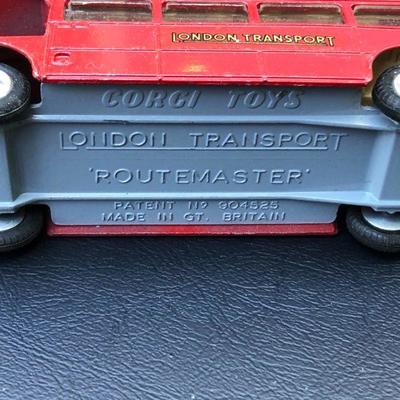 LONDON TRANSPORT
CORGI TOYS
LONDON TRANSPORT
'ROUTEMASTER'
PATENT Nº 904525
MADE IN GT. BRITAIN